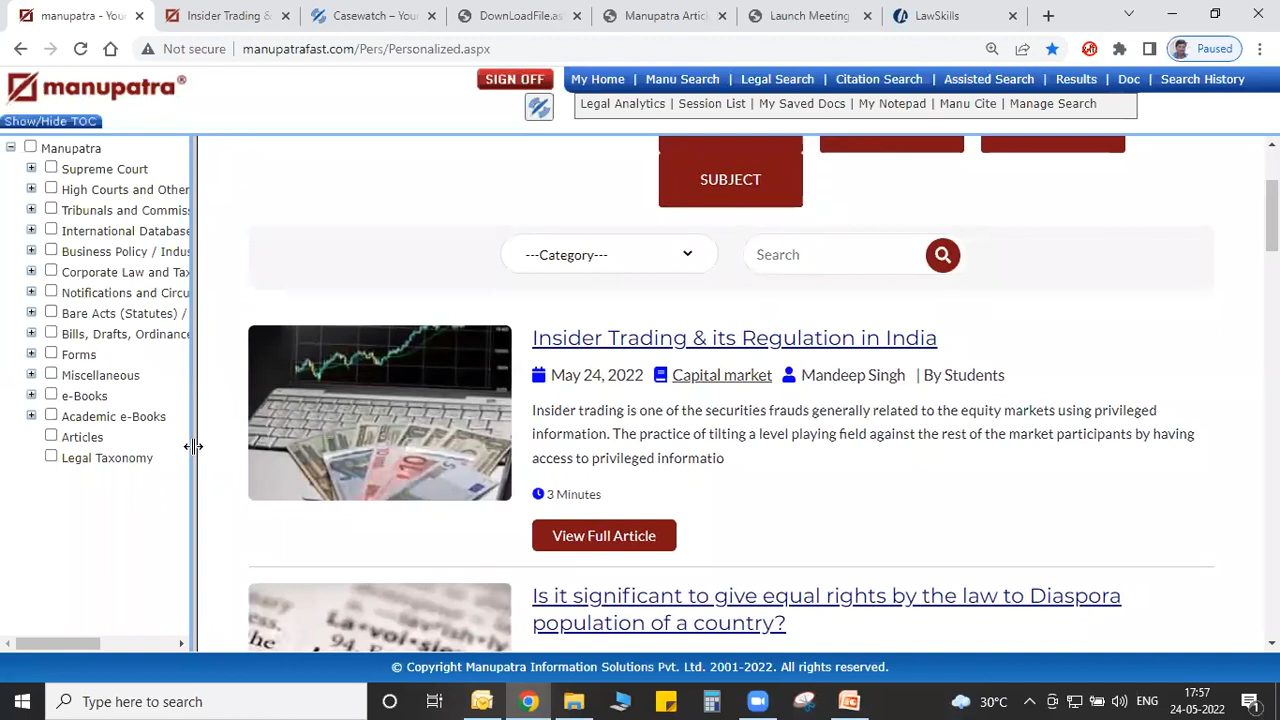 manupatra - Your
Insider Trading &
Casewatch – Your
DownLoadFile.as
Manupatra Articl
Launch Meeting
LawSkills
Not secure
manupatrafast.com/Pers/Personalized.aspx
Paused
manupatra®
SIGN OFF
My Home | Manu Search | Legal Search | Citation Search | Assisted Search | Results | Doc | Search History
Legal Analytics | Session List | My Saved Docs | My Notepad | Manu Cite | Manage Search
Show/Hide TOC
Manupatra
Supreme Court
High Courts and Other
Tribunals and Commiss
International Database
Business Policy / Indus
Corporate Law and Tax
Notifications and Circu
Bare Acts (Statutes) /
Bills, Drafts, Ordinance
Forms
Miscellaneous
e-Books
Academic e-Books
Articles
Legal Taxonomy
SUBJECT
---Category---
Search
Insider Trading & its Regulation in India
May 24, 2022 Capital market Mandeep Singh | By Students
Insider trading is one of the securities frauds generally related to the equity markets using privileged
information. The practice of tilting a level playing field against the rest of the market participants by having
access to privileged informatio
3 Minutes
View Full Article
Is it significant to give equal rights by the law to Diaspora
population of a country?
© Copyright Manupatra Information Solutions Pvt. Ltd. 2001-2022. All rights reserved.
Type here to search
30°C
ENG
17:57
24-05-2022